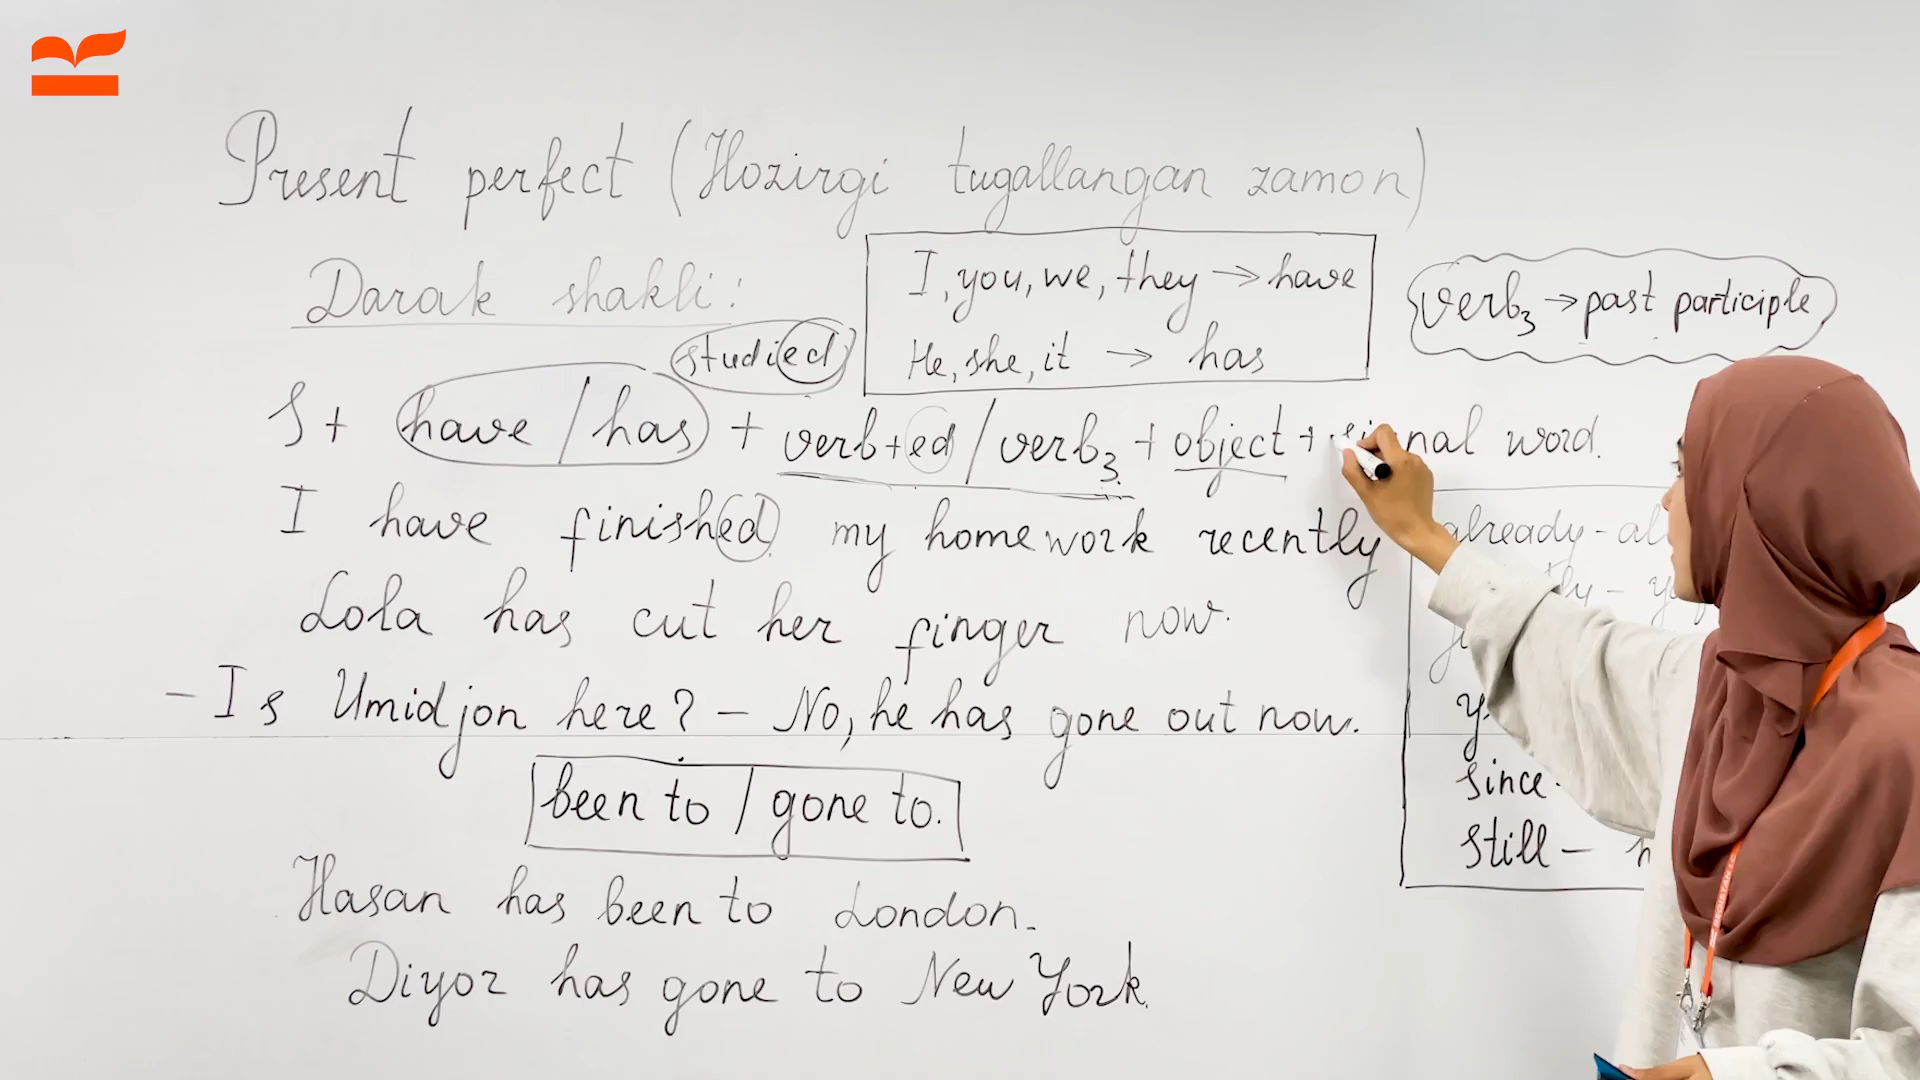 Present perfect (Hozirgi tugallangan zamon)
Darak shakli:
I, you, we, they → have
He, she, it → has
verb3 → past participle
studied
S + have / has + verb+ed / verb3 + object + signal word.
I have finished my homework recently
Lola has cut her finger now.
- Is Umidjon here? - No, he has gone out now.
been to / gone to.
Hasan has been to London.
Diyor has gone to New York.
already - al
since
still -